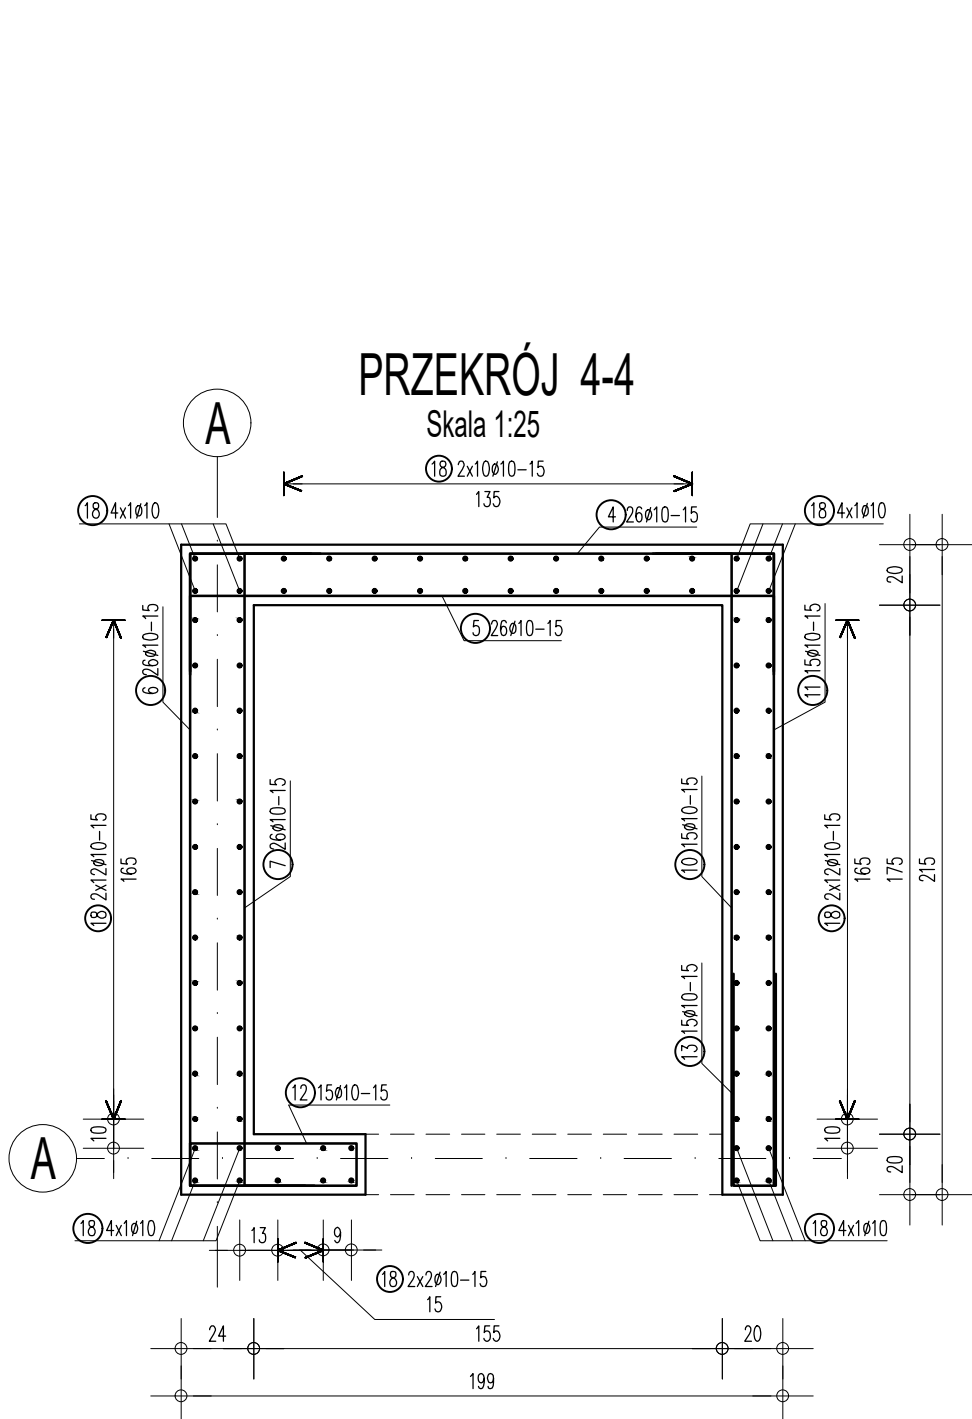 PRZEKRÓJ 4-4
A
Skala 1:25
18 2x10ø10-15
135
18 4x1ø10
4 26ø10-15
18 4x1ø10
20
5 26ø10-15
6 26ø10-15
11 15ø10-15
7 26ø10-15
10 15ø10-15
18 2x12ø10-15
165
18 2x12ø10-15
165
175
215
13 15ø10-15
12 15ø10-15
10
10
A
20
18 4x1ø10
13
9
18 4x1ø10
18 2x2ø10-15
15
24
155
20
199